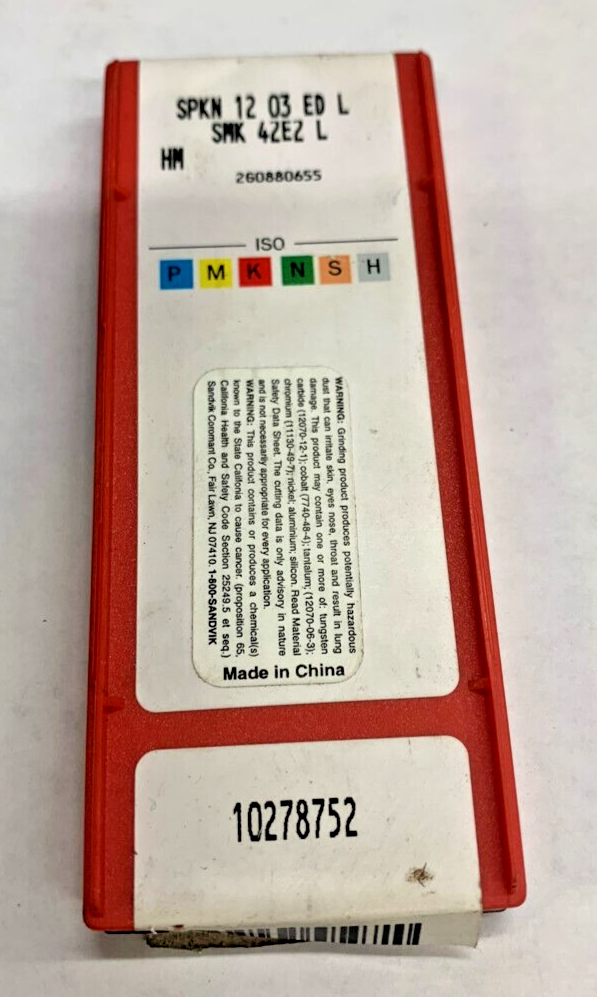 SPKN 12 03 ED L
SMK 42E2 L
HM
260880655
ISO
P M K N S H
WARNING: Grinding product produces potentially hazardous
dust that can irritate skin, eyes nose, throat and result in lung
damage. This product may contain one or more of: tungsten
carbide (12070-12-1); cobalt (7740-48-4); tantalum; (12070-06-3);
chromium (11130-49-7); nickel; aluminium; silicon. Read Material
Safety Data Sheet. The cutting data is only advisory in nature
and is not necessarily appropriate for every application.
WARNING: This product contains or produces a chemical(s)
known to the State California to cause cancer. (proposition 65,
California Health and Safety Code Section 25249.5 et seq.)
Sandvik Coromant Co., Fair Lawn, NJ 07410. 1-800-SANDVIK
Made in China
10278752